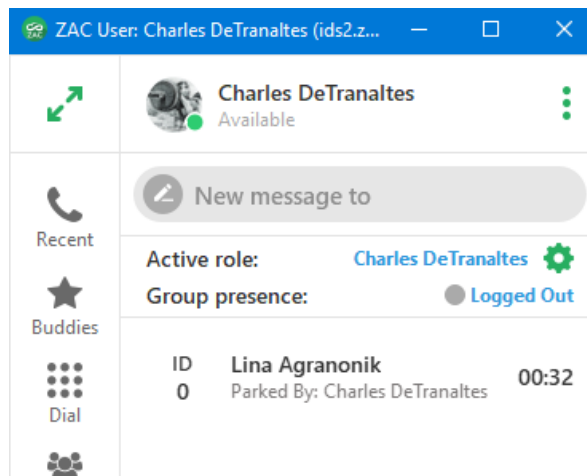 ZAC User: Charles DeTranaltes (ids2.z...
Charles DeTranaltes
Available
New message to
Recent
Active role: Charles DeTranaltes
Group presence: Logged Out
Buddies
ID Lina Agranonik 00:32
0 Parked By: Charles DeTranaltes
Dial